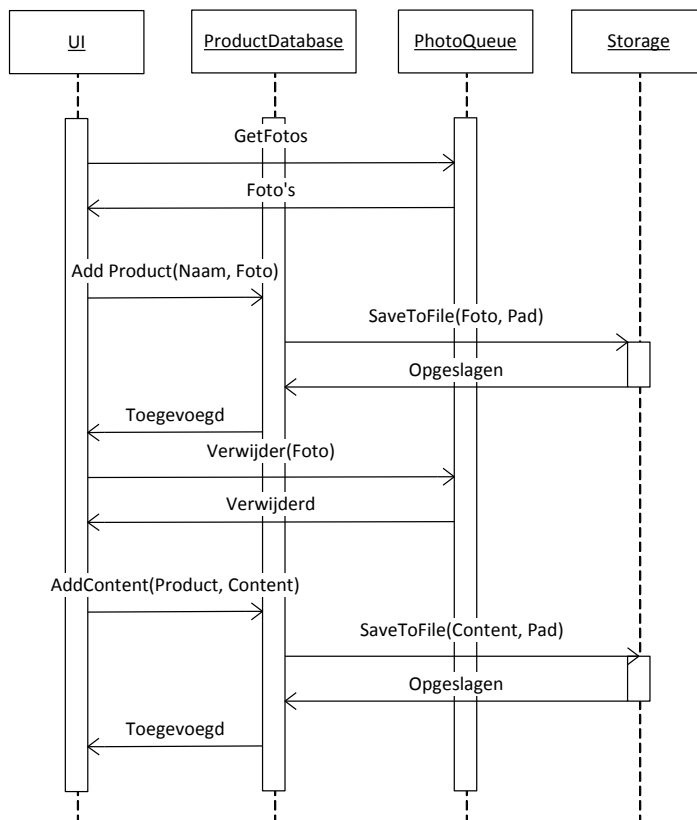 UI
ProductDatabase
PhotoQueue
Storage
GetFotos
Foto's
Add Product(Naam, Foto)
SaveToFile(Foto, Pad)
Opgeslagen
Toegevoegd
Verwijder(Foto)
Verwijderd
AddContent(Product, Content)
SaveToFile(Content, Pad)
Opgeslagen
Toegevoegd